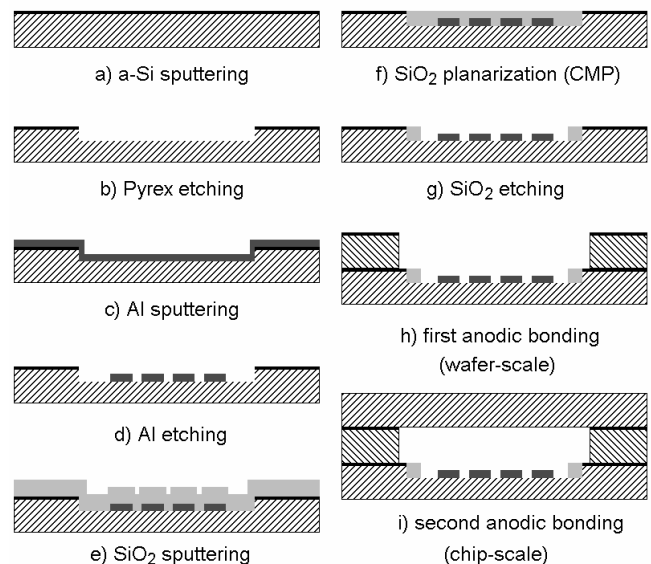 a) a-Si sputtering
b) Pyrex etching
c) Al sputtering
d) Al etching
e) SiO₂ sputtering
f) SiO₂ planarization (CMP)
g) SiO₂ etching
h) first anodic bonding
(wafer-scale)
i) second anodic bonding
(chip-scale)